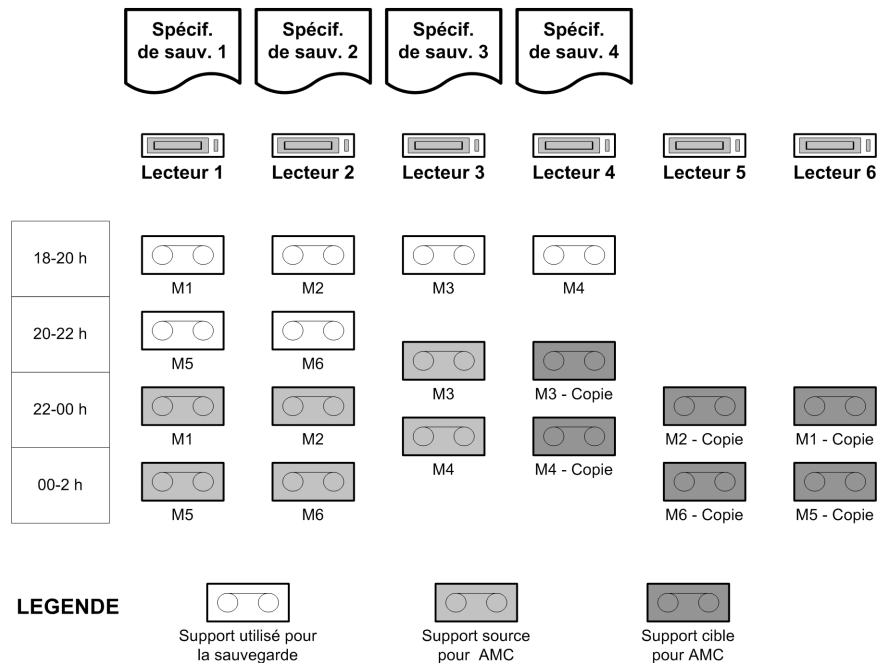 Spécif.
de sauv. 1
Spécif.
de sauv. 2
Spécif.
de sauv. 3
Spécif.
de sauv. 4
Lecteur 1
Lecteur 2
Lecteur 3
Lecteur 4
Lecteur 5
Lecteur 6
18-20 h
M1
M2
M3
M4
20-22 h
M5
M6
M3
M3 - Copie
22-00 h
M1
M2
M2 - Copie
M1 - Copie
M4
M4 - Copie
00-2 h
M5
M6
M6 - Copie
M5 - Copie
LEGENDE
Support utilisé pour
la sauvegarde
Support source
pour AMC
Support cible
pour AMC